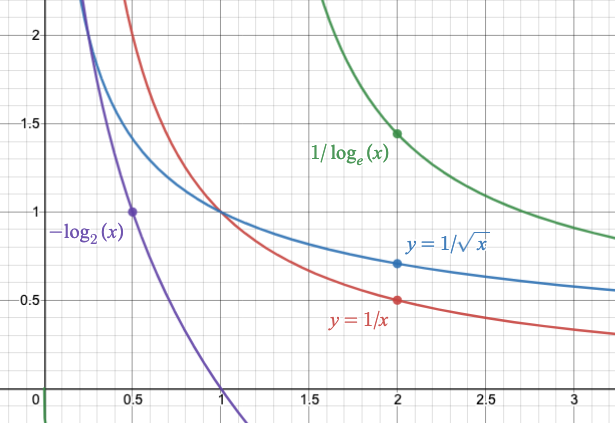 2
1.5
1/log_e(x)
1
−log₂(x)
y = 1/√x
0.5
y = 1/x
0 0.5 1 1.5 2 2.5 3